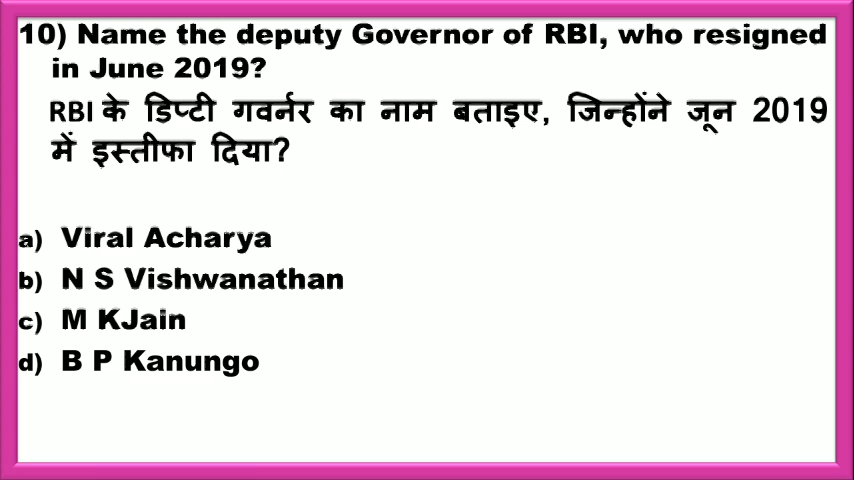 10) Name the deputy Governor of RBI, who resigned
in June 2019?
RBI के डिप्टी गवर्नर का नाम बताइए, जिन्होंने जून 2019
में इस्तीफा दिया?
a) Viral Acharya
b) N S Vishwanathan
c) M KJain
d) B P Kanungo